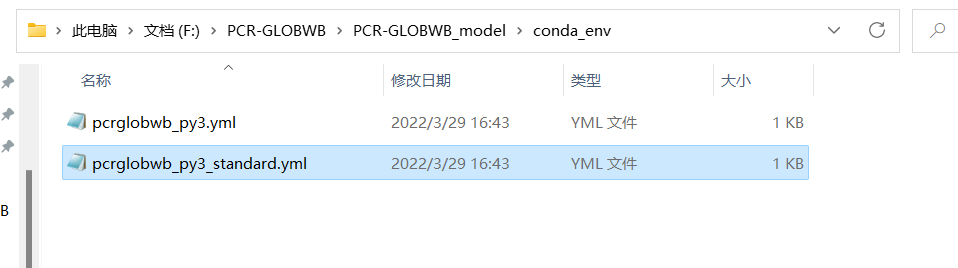 此电脑 > 文档 (F:) > PCR-GLOBWB > PCR-GLOBWB_model > conda_env
名称 修改日期 类型 大小
pcrglobwb_py3.yml 2022/3/29 16:43 YML 文件 1 KB
pcrglobwb_py3_standard.yml 2022/3/29 16:43 YML 文件 1 KB
B